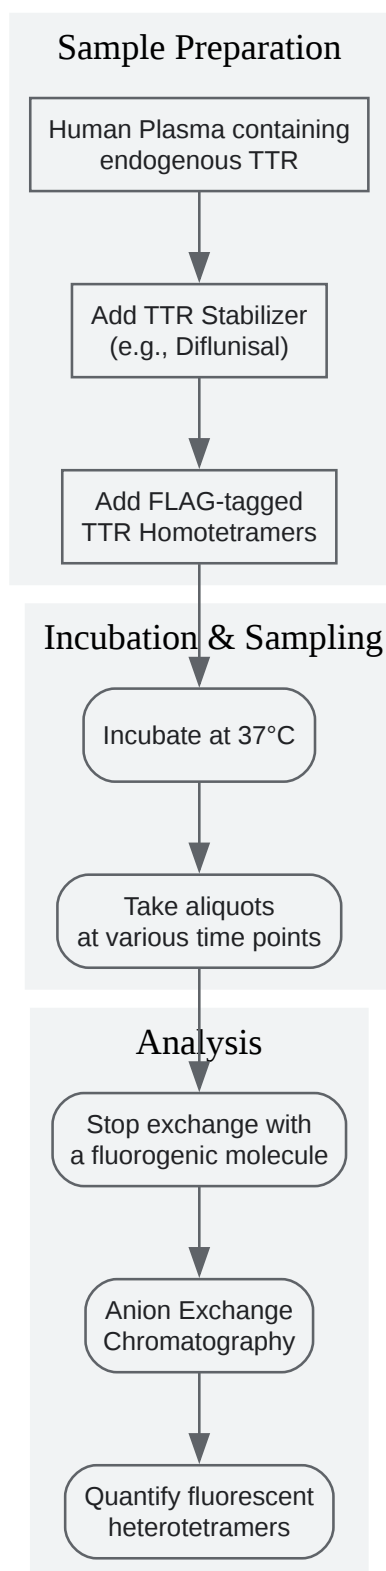 Sample Preparation
Human Plasma containing
endogenous TTR
Add TTR Stabilizer
(e.g., Diflunisal)
Add FLAG-tagged
TTR Homotetramers
Incubation & Sampling
Incubate at 37°C
Take aliquots
at various time points
Analysis
Stop exchange with
a fluorogenic molecule
Anion Exchange
Chromatography
Quantify fluorescent
heterotetramers